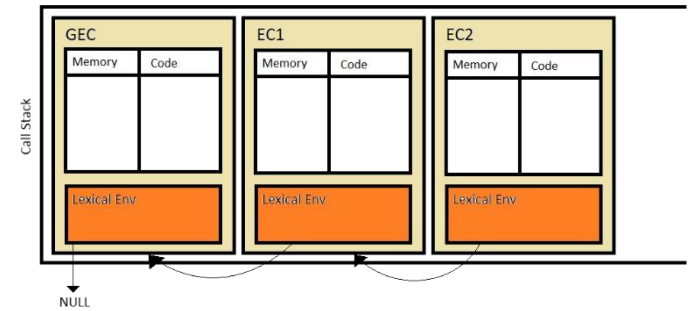 GEC
EC1
EC2
Memory
Code
Memory
Code
Memory
Code
Call Stack
Lexical Env
Lexical Env
Lexical Env
NULL